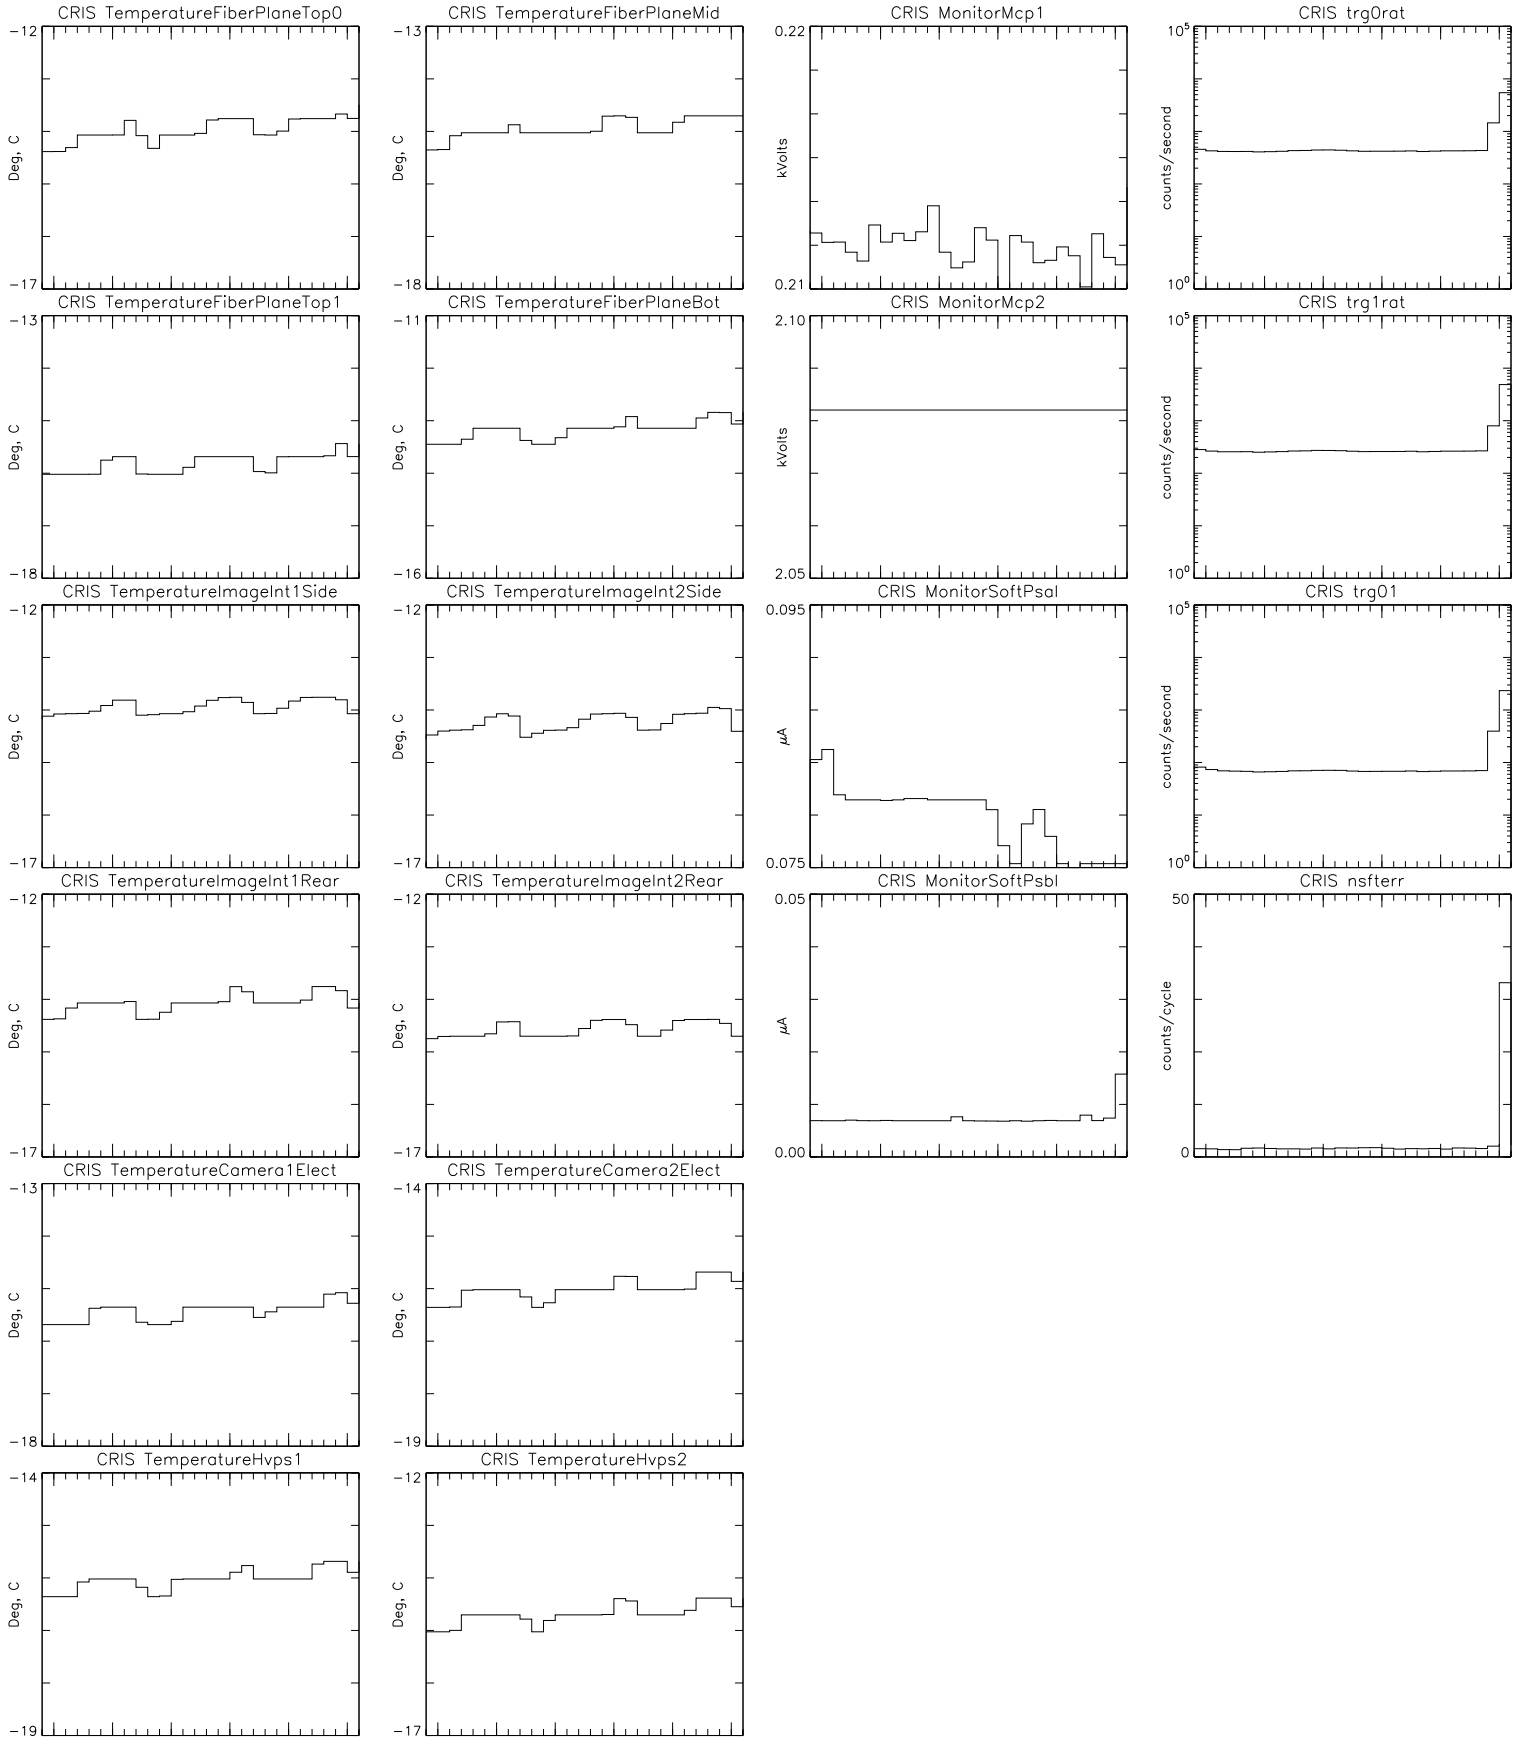 CRIS TemperatureFiberPlaneTop0
-12
Deg, C
-17
CRIS TemperatureFiberPlaneMid
-13
Deg, C
-18
CRIS MonitorMcp1
0.22
kVolts
0.21
CRIS trg0rat
10⁵
counts/second
10⁰
CRIS TemperatureFiberPlaneTop1
-13
Deg, C
-18
CRIS TemperatureFiberPlaneBot
-11
Deg, C
-16
CRIS MonitorMcp2
2.10
kVolts
2.05
CRIS trg1rat
10⁵
counts/second
10⁰
CRIS TemperatureImageInt1Side
-12
Deg, C
-17
CRIS TemperatureImageInt2Side
-12
Deg, C
-17
CRIS MonitorSoftPsaI
0.095
μA
0.075
CRIS trg01
10⁵
counts/second
10⁰
CRIS TemperatureImageInt1Rear
-12
Deg, C
-17
CRIS TemperatureImageInt2Rear
-12
Deg, C
-17
CRIS MonitorSoftPsbI
0.05
μA
0.00
CRIS nsfterr
50
counts/cycle
0
CRIS TemperatureCamera1Elect
-13
Deg, C
-18
CRIS TemperatureCamera2Elect
-14
Deg, C
-19
CRIS TemperatureHvps1
-14
Deg, C
-19
CRIS TemperatureHvps2
-12
Deg, C
-17